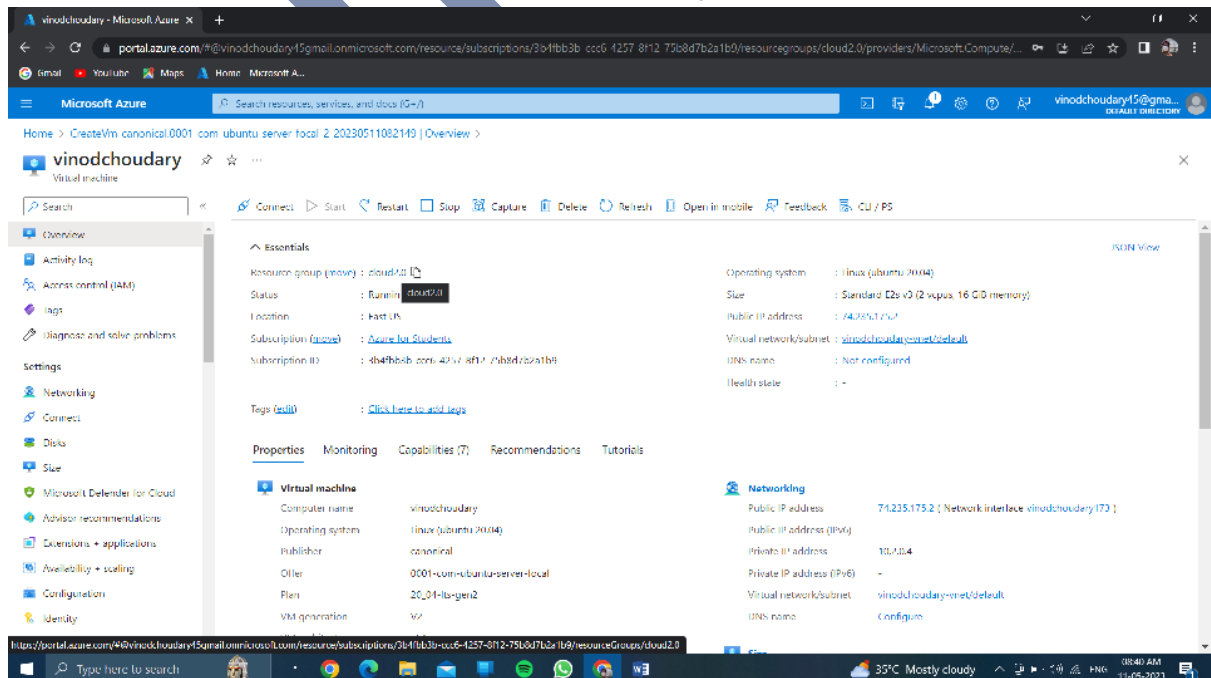 vinodchoudary - Microsoft Azure
portal.azure.com/#@vinodchoudary45gmail.onmicrosoft.com/resource/subscriptions/3b4fbb3b-ccc6-4257-8f12-75b8d7b2a1b9/resourcegroups/cloud2.0/providers/Microsoft.Compute/...
Gmail YouTube Maps Home Microsoft A...
Microsoft Azure Search resources, services, and docs (G+/) vinodchoudary45@gma...
DEFAULT DIRECTORY
Home > CreateVm-canonical.0001-com-ubuntu-server-focal-2-20230511082149 | Overview >
vinodchoudary
Virtual machine
Search Connect Start Restart Stop Capture Delete Refresh Open in mobile Feedback CLI / PS
Overview
Essentials JSON View
Activity log
Resource group (move) : cloud2.0 Operating system : Linux (ubuntu 20.04)
Access control (IAM)
Status : Runnin cloud2.0 Size : Standard E2s v3 (2 vcpus, 16 GiB memory)
Tags
Location : East US Public IP address : 74.235.175.2
Diagnose and solve problems
Subscription (move) : Azure for Students Virtual network/subnet : vinodchoudary-vnet/default
Subscription ID : 3b4fbb3b-ccc6-4257-8f12-75b8d7b2a1b9 DNS name : Not configured
Settings
Health state : -
Networking
Tags (edit) : Click here to add tags
Connect
Disks
Properties Monitoring Capabilities (7) Recommendations Tutorials
Size
Virtual machine Networking
Microsoft Defender for Cloud
Computer name vinodchoudary Public IP address 74.235.175.2 ( Network interface vinodchoudary173 )
Advisor recommendations
Operating system Linux (ubuntu 20.04) Public IP address (IPv6) -
Extensions + applications
Publisher canonical Private IP address 10.2.0.4
Availability + scaling
Offer 0001-com-ubuntu-server-focal Private IP address (IPv6) -
Configuration
Plan 20_04-lts-gen2 Virtual network/subnet vinodchoudary-vnet/default
Identity
VM generation V2 DNS name Configure
https://portal.azure.com/#@vinodchoudary45gmail.onmicrosoft.com/resource/subscriptions/3b4fbb3b-ccc6-4257-8f12-75b8d7b2a1b9/resourceGroups/cloud2.0
Size
Type here to search 35°C Mostly cloudy ENG 08:40 AM
11-05-2023